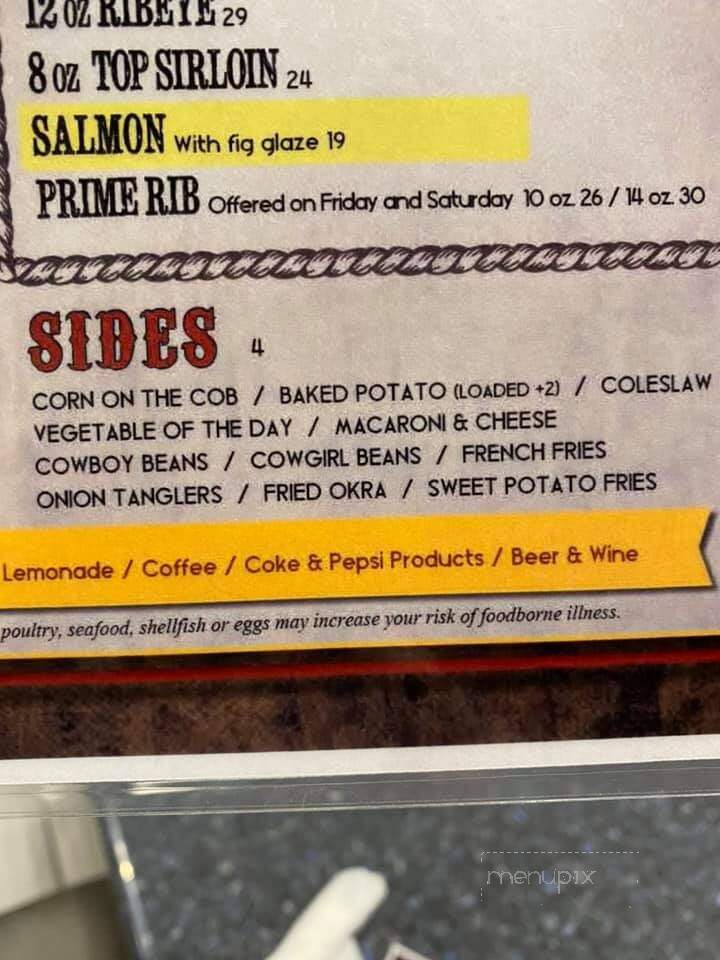 12 OZ RIBEYE 29
8 OZ TOP SIRLOIN 24
SALMON With fig glaze 19
PRIME RIB Offered on Friday and Saturday 10 oz. 26 / 14 oz. 30
SIDES 4
CORN ON THE COB / BAKED POTATO (LOADED +2) / COLESLAW
VEGETABLE OF THE DAY / MACARONI & CHEESE
COWBOY BEANS / COWGIRL BEANS / FRENCH FRIES
ONION TANGLERS / FRIED OKRA / SWEET POTATO FRIES
Lemonade / Coffee / Coke & Pepsi Products / Beer & Wine
poultry, seafood, shellfish or eggs may increase your risk of foodborne illness.
menupix